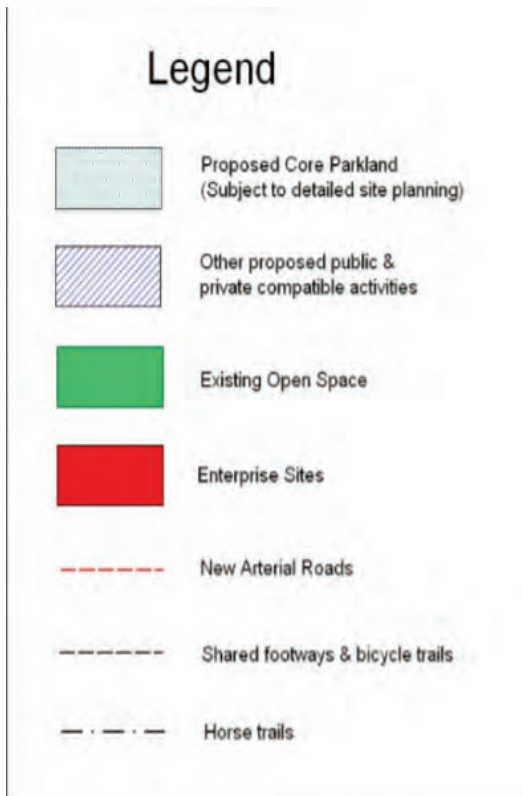 Legend
Proposed Core Parkland
(Subject to detailed site planning)
Other proposed public &
private compatible activities
Existing Open Space
Enterprise Sites
New Arterial Roads
Shared footways & bicycle trails
Horse trails